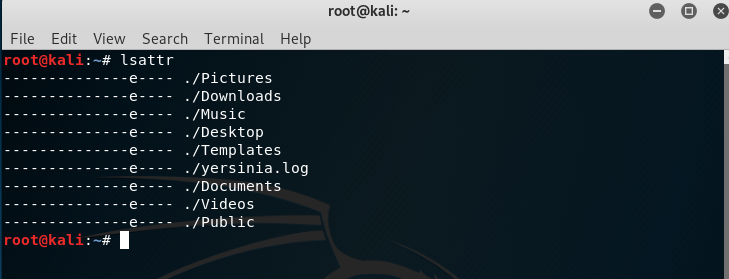 root@kali: ~
File Edit View Search Terminal Help
root@kali:~# lsattr
--------------e---- ./Pictures
--------------e---- ./Downloads
--------------e---- ./Music
--------------e---- ./Desktop
--------------e---- ./Templates
--------------e---- ./yersinia.log
--------------e---- ./Documents
--------------e---- ./Videos
--------------e---- ./Public
root@kali:~#